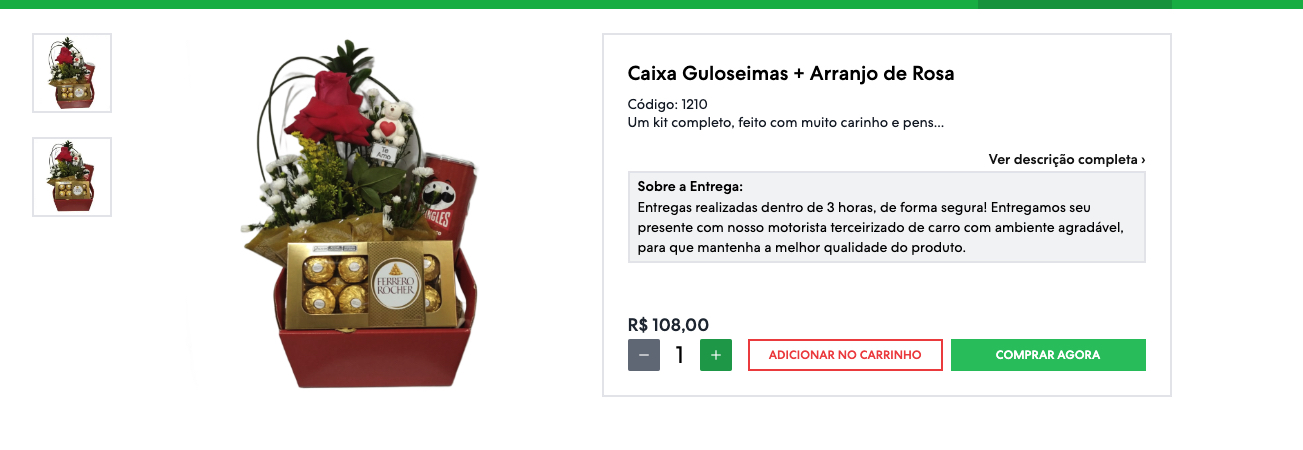 Caixa Guloseimas + Arranjo de Rosa
Código: 1210
Um kit completo, feito com muito carinho e pens...
Ver descrição completa ›
Sobre a Entrega:
Entregas realizadas dentro de 3 horas, de forma segura! Entregamos seu
presente com nosso motorista terceirizado de carro com ambiente agradável,
para que mantenha a melhor qualidade do produto.
R$ 108,00
− 1 + ADICIONAR NO CARRINHO COMPRAR AGORA
Te
Amo
INGLES
FERRERO
ROCHER